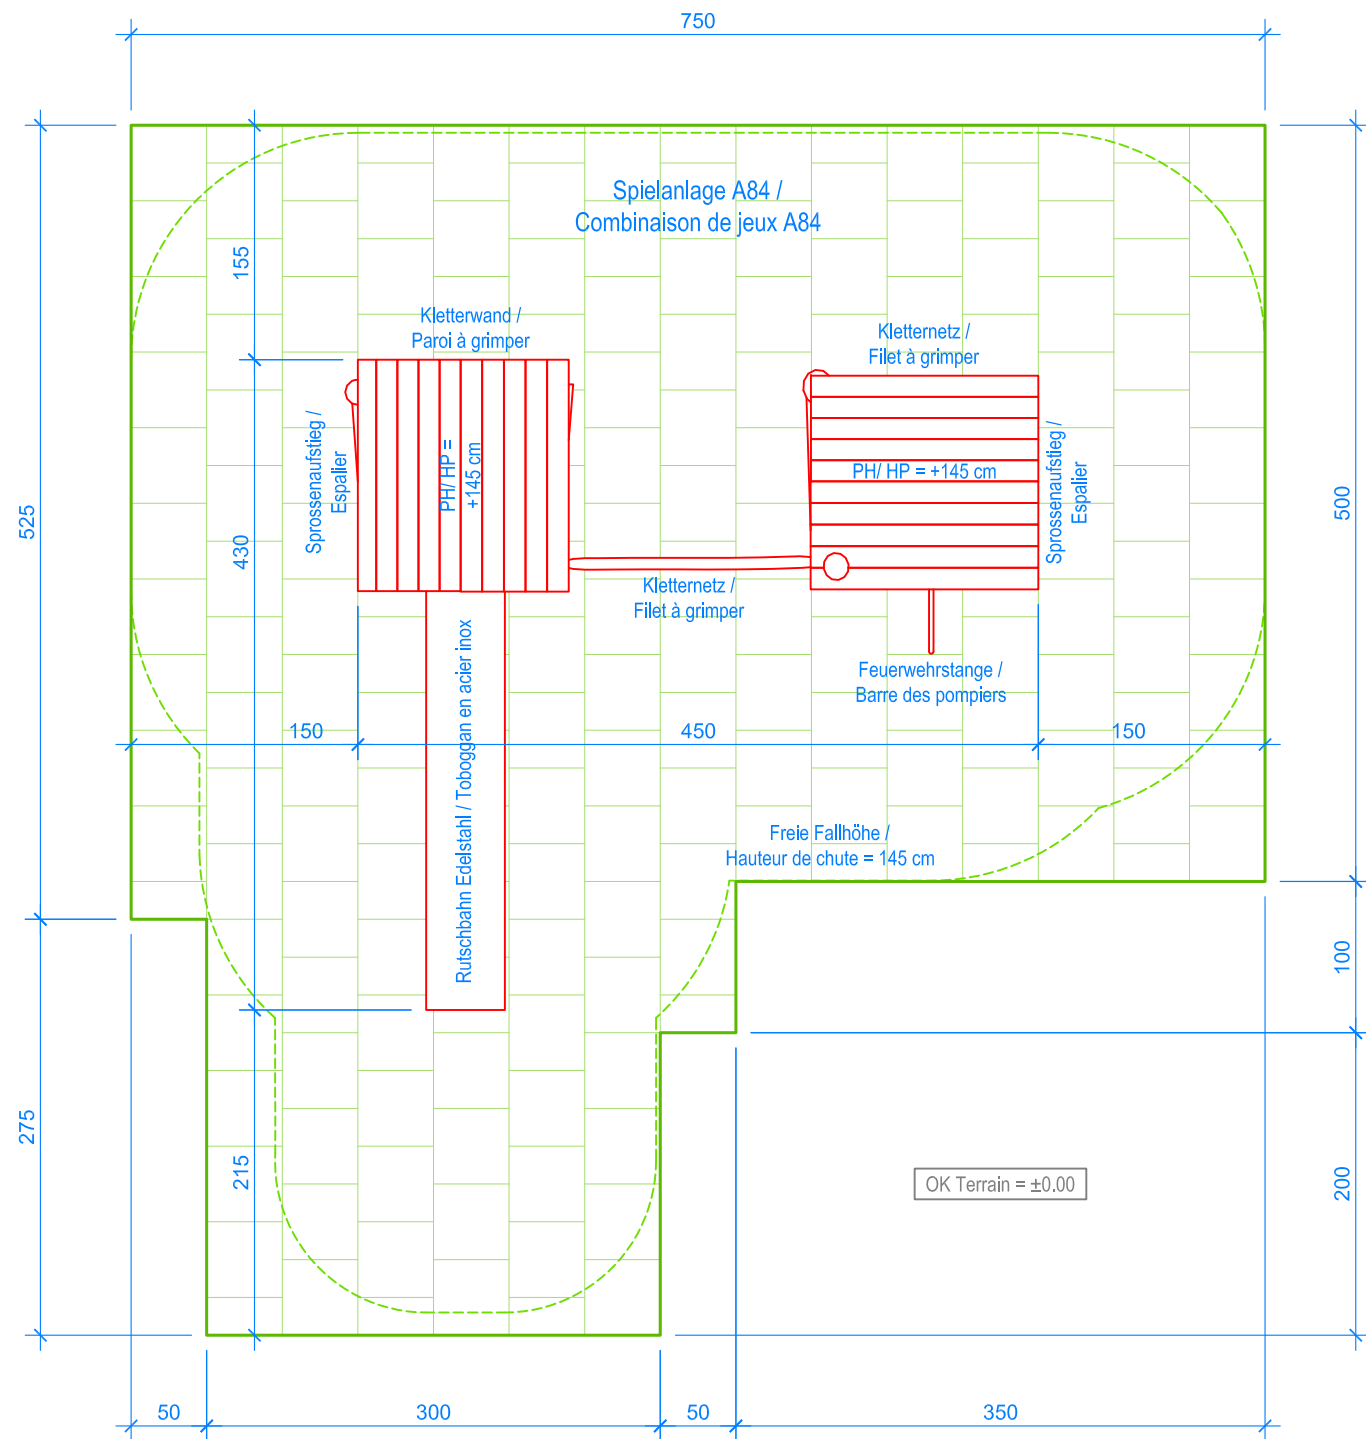 750
Spielanlage A84 /
Combinaison de jeux A84
155
Kletterwand /
Paroi à grimper
Kletternetz /
Filet à grimper
Sprossenaufstieg /
Espalier
PH/ HP =
+145 cm
PH/ HP = +145 cm
Sprossenaufstieg /
Espalier
525
430
500
Kletternetz /
Filet à grimper
Rutschbahn Edelstahl / Toboggan en acier inox
Feuerwehrstange /
Barre des pompiers
150
450
150
Freie Fallhöhe /
Hauteur de chute = 145 cm
100
275
215
OK Terrain = ±0.00
200
50
300
50
350